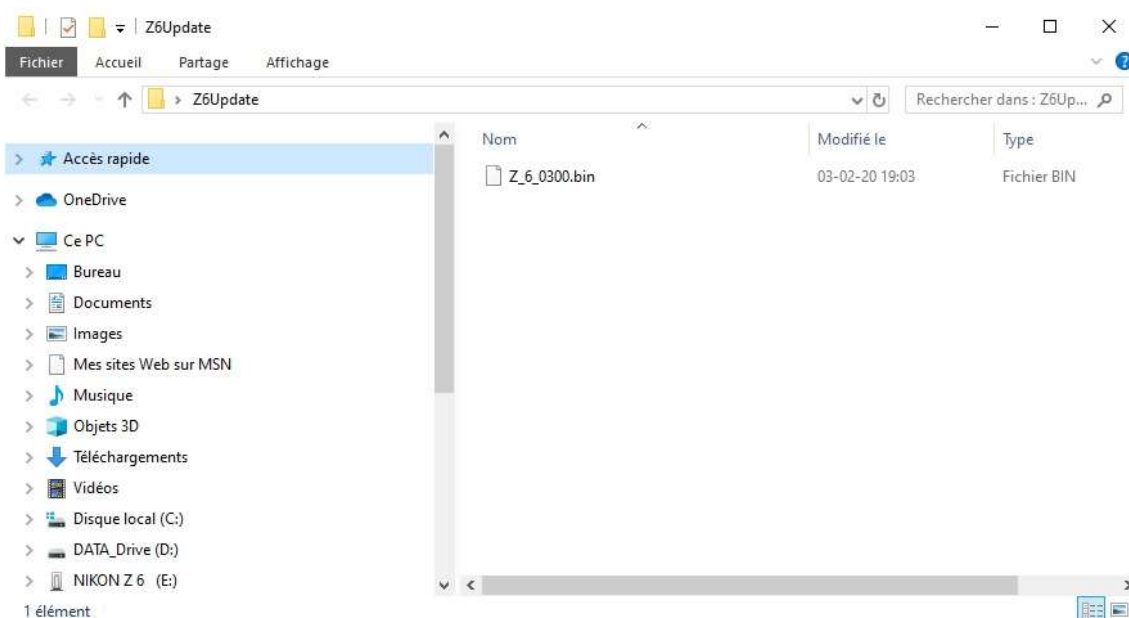 Z6Update
Fichier Accueil Partage Affichage
Z6Update
Rechercher dans : Z6Up...
Nom Modifié le Type
Accès rapide
Z_6_0300.bin 03-02-20 19:03 Fichier BIN
OneDrive
Ce PC
Bureau
Documents
Images
Mes sites Web sur MSN
Musique
Objets 3D
Téléchargements
Vidéos
Disque local (C:)
DATA_Drive (D:)
NIKON Z 6 (E:)
1 élément